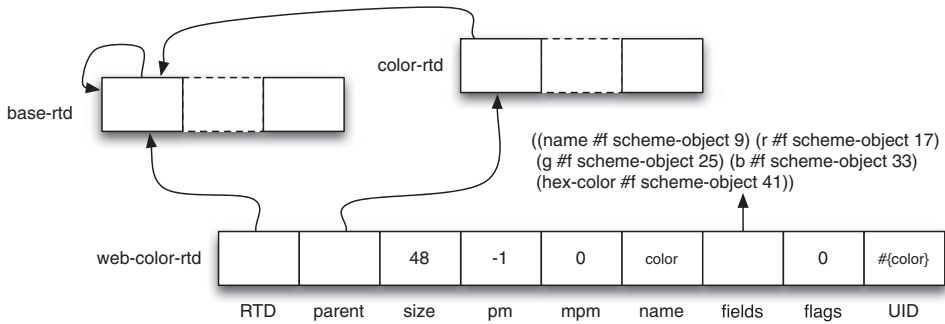 color-rtd
base-rtd
((name #f scheme-object 9) (r #f scheme-object 17)
(g #f scheme-object 25) (b #f scheme-object 33)
(hex-color #f scheme-object 41))
web-color-rtd 48 -1 0 color 0 #{color}
RTD parent size pm mpm name fields flags UID